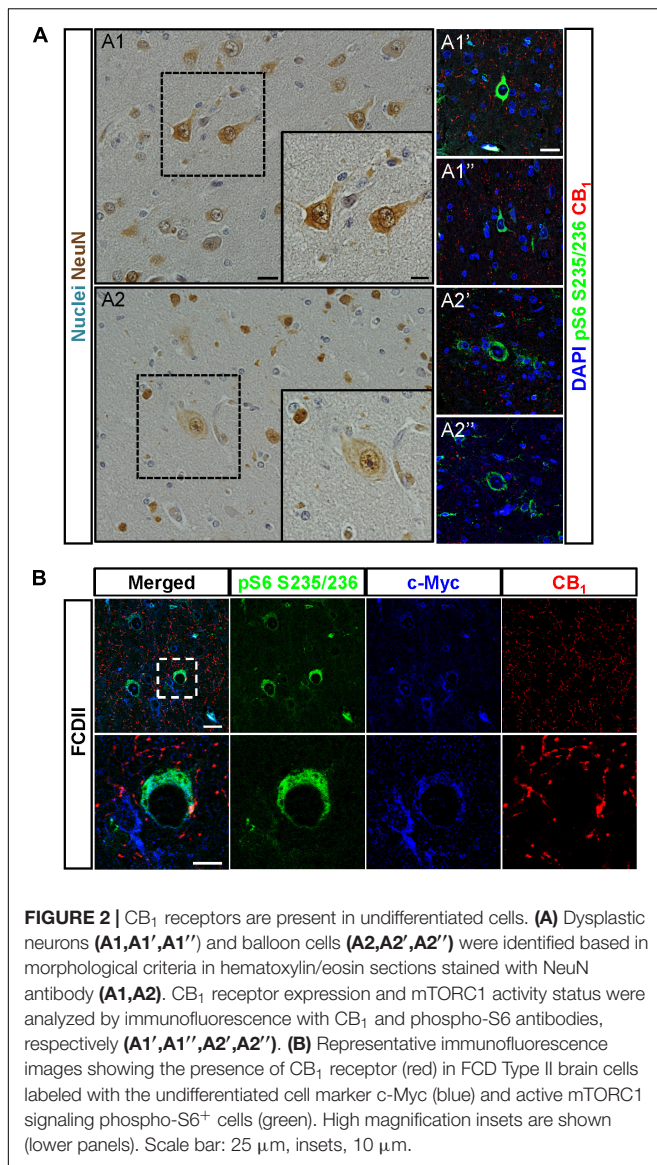 A
Nuclei NeuN
A1
A2
A1'
A1''
A2'
A2''
DAPI pS6 S235/236 CB1
B
Merged pS6 S235/236 c-Myc CB1
FCDII
FIGURE 2 | CB1 receptors are present in undifferentiated cells. (A) Dysplastic
neurons (A1,A1′,A1′′) and balloon cells (A2,A2′,A2′′) were identified based in
morphological criteria in hematoxylin/eosin sections stained with NeuN
antibody (A1,A2). CB1 receptor expression and mTORC1 activity status were
analyzed by immunofluorescence with CB1 and phospho-S6 antibodies,
respectively (A1′,A1′′,A2′,A2′′). (B) Representative immunofluorescence
images showing the presence of CB1 receptor (red) in FCD Type II brain cells
labeled with the undifferentiated cell marker c-Myc (blue) and active mTORC1
signaling phospho-S6+ cells (green). High magnification insets are shown
(lower panels). Scale bar: 25 μm, insets, 10 μm.